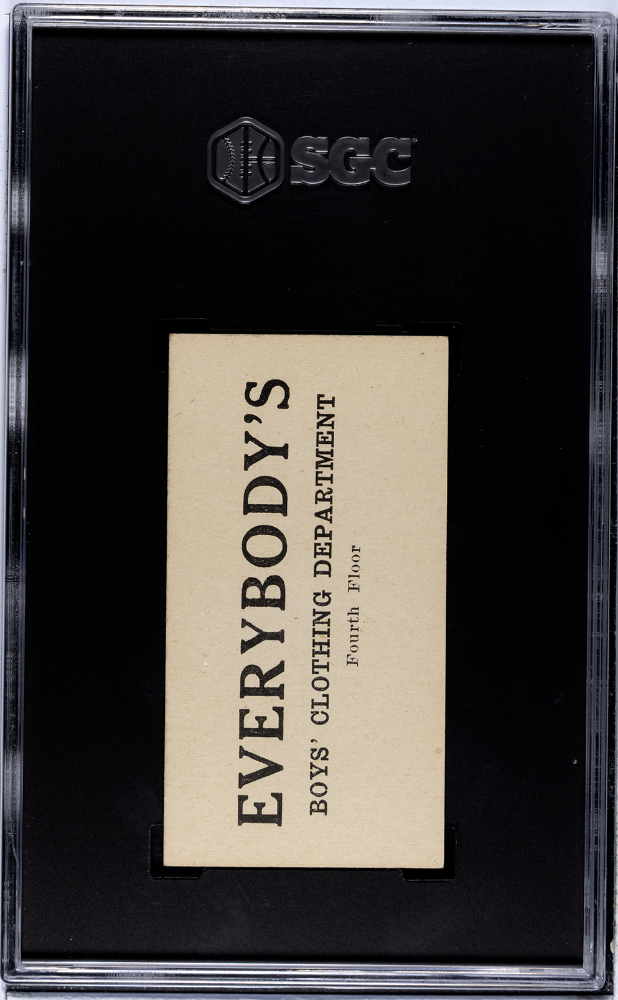 SGC
EVERYBODY'S
BOYS' CLOTHING DEPARTMENT
Fourth Floor